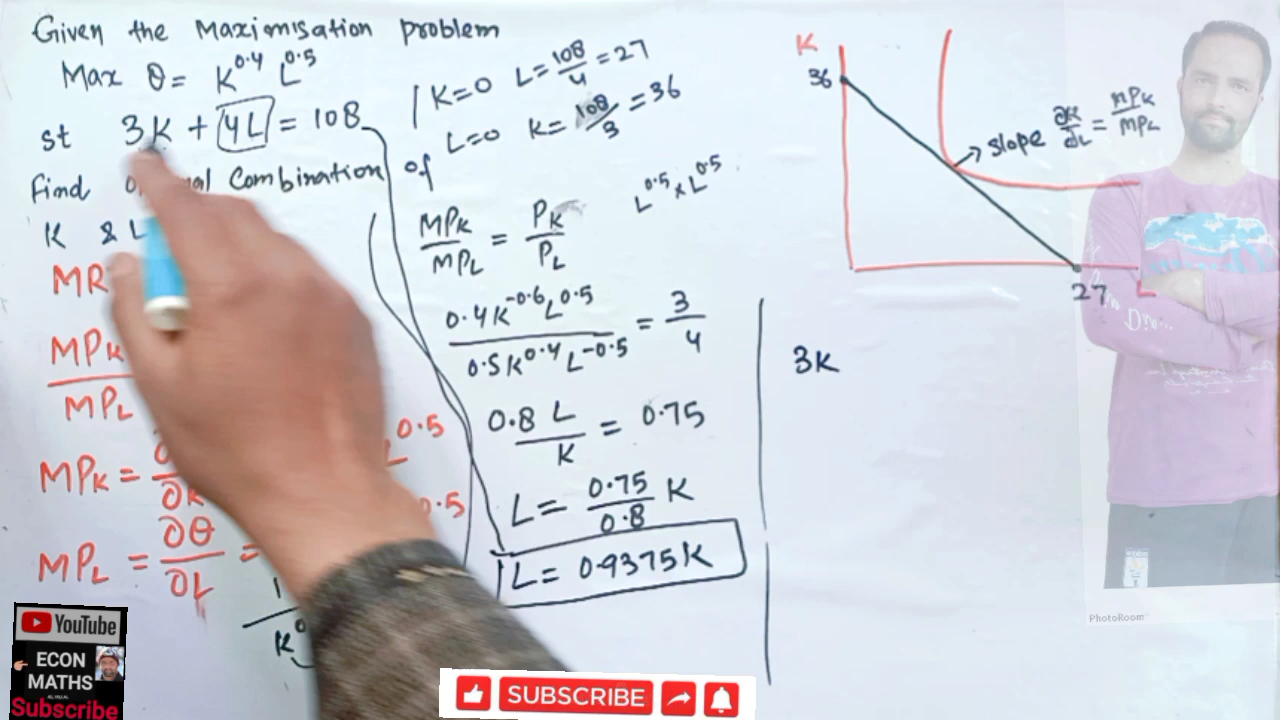 Given the Maximisation problem
Max θ = K^0.4 L^0.5
st 3K + 4L = 108
Find Combination of
K & L
K=0 L=108/4=27
L=0 K=108/3=36
MR
MPK
MPL
MPK =
MPL = ∂θ/∂L =
L^0.5
0.5
MPK/MPL = PK/PL
L^0.5 x L^0.5
0.4K^-0.6 L^0.5 / 0.5K^0.4 L^-0.5 = 3/4
0.8 L/K = 0.75
L = 0.75/0.8 K
L = 0.9375K
3K
K
36
slope ∂K/∂L = MPK/MPL
27
L
PhotoRoom
YouTube
ECON
MATHS
Subscribe
SUBSCRIBE